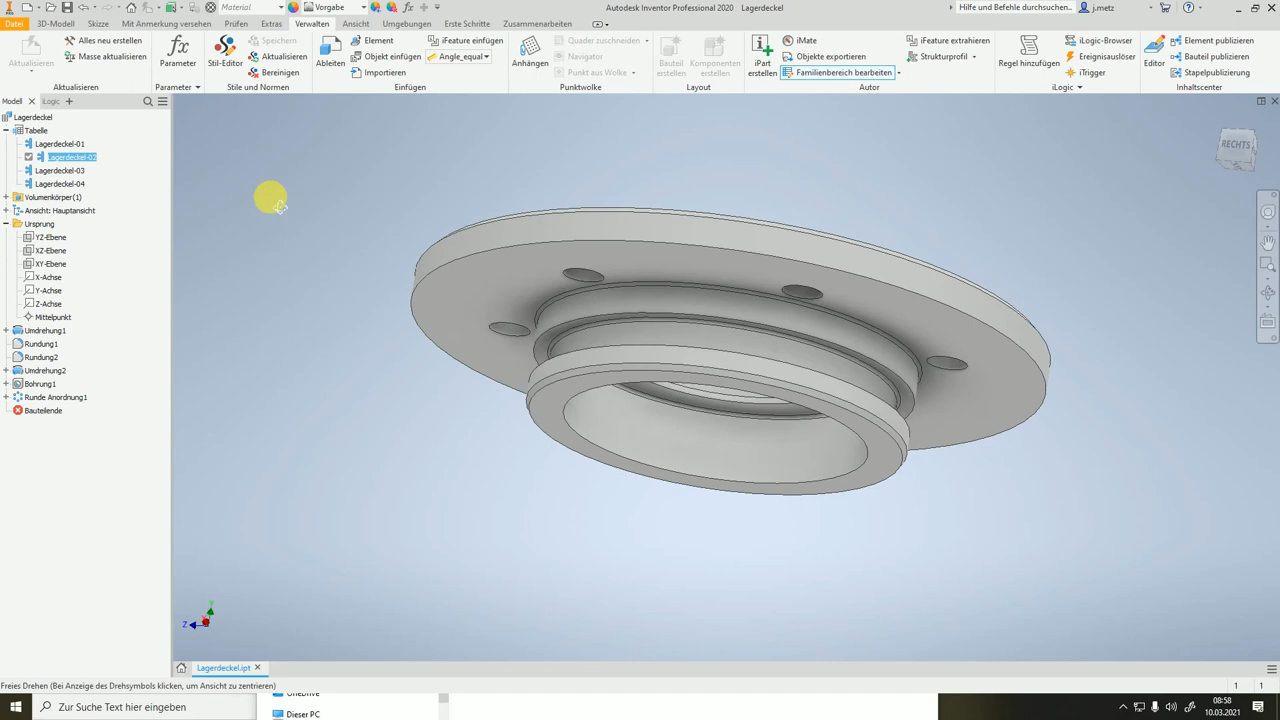 Material
Vorgabe
Autodesk Inventor Professional 2020 Lagerdeckel
Hilfe und Befehle durchsuchen...
j.metz
Datei 3D-Modell Skizze Mit Anmerkung versehen Prüfen Extras Verwalten Ansicht Umgebungen Erste Schritte Zusammenarbeiten
Aktualisieren
Alles neu erstellen
Masse aktualisieren
Aktualisieren
fx
Parameter
Parameter
Stil-Editor
Speichern
Aktualisieren
Bereinigen
Stile und Normen
Ableiten
Element
Objekt einfügen
Importieren
iFeature einfügen
Angle_equal
Einfügen
Anhängen
Quader zuschneiden
Navigator
Punkt aus Wolke
Punktwolke
Bauteil erstellen
Komponenten erstellen
Layout
iPart erstellen
iMate
Objekte exportieren
Familienbereich bearbeiten
iFeature extrahieren
Strukturprofil
Autor
Regel hinzufügen
iLogic-Browser
Ereignisauslöser
iTrigger
iLogic
Editor
Element publizieren
Bauteil publizieren
Stapelpublizierung
Inhaltscenter
Modell
iLogic
Lagerdeckel
Tabelle
Lagerdeckel-01
Lagerdeckel-02
Lagerdeckel-03
Lagerdeckel-04
Volumenkörper(1)
Ansicht: Hauptansicht
Ursprung
YZ-Ebene
XZ-Ebene
XY-Ebene
X-Achse
Y-Achse
Z-Achse
Mittelpunkt
Umdrehung1
Rundung1
Rundung2
Umdrehung2
Bohrung1
Runde Anordnung1
Bauteilende
RECHTS
Y
Z
Lagerdeckel.ipt
Freies Drehen (Bei Anzeige des Drehsymbols klicken, um Ansicht zu zentrieren)
1 1
Zur Suche Text hier eingeben
OneDrive
Dieser PC
08:58
10.03.2021